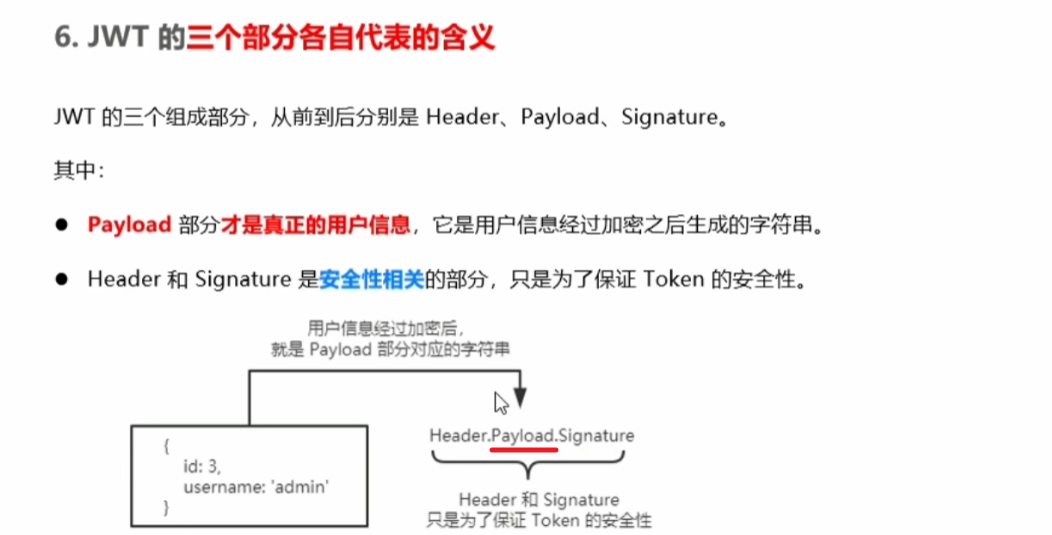 6. JWT 的三个部分各自代表的含义
JWT 的三个组成部分，从前到后分别是 Header、Payload、Signature。
其中：
● Payload 部分才是真正的用户信息，它是用户信息经过加密之后生成的字符串。
● Header 和 Signature 是安全性相关的部分，只是为了保证 Token 的安全性。
用户信息经过加密后，
就是 Payload 部分对应的字符串
{
id: 3,
username: 'admin'
}
Header.Payload.Signature
Header 和 Signature
只是为了保证 Token 的安全性